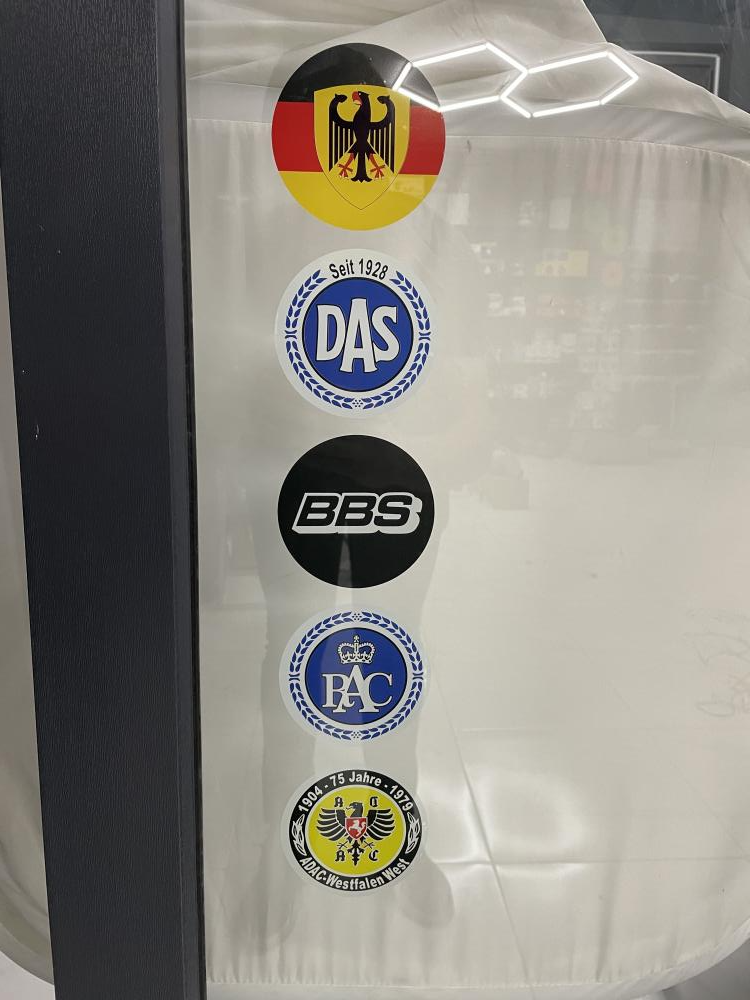 Seit 1928
DAS
BBS
RAC
1904 - 75 Jahre - 1979
A D
A C
ADAC-Westfalen West